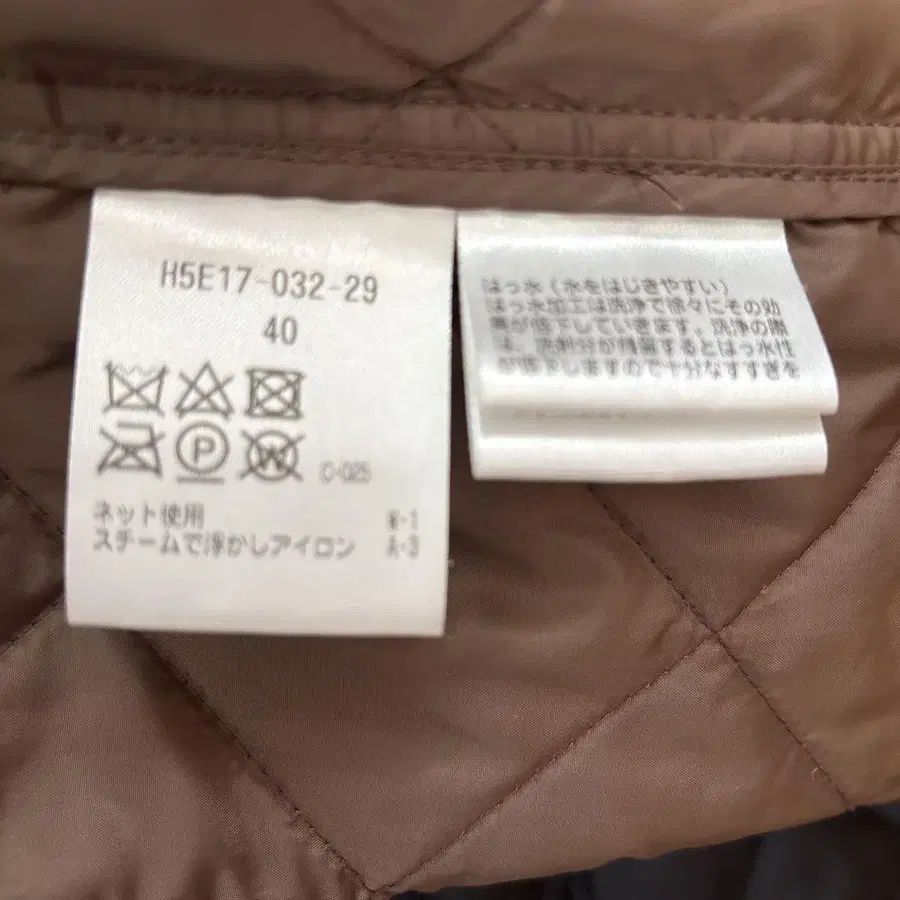 H5E17-032-29
40
P
W
C-025
ネット使用 W-1
スチームで浮かしアイロン A-3
はっ水（水をはじきやすい）
はっ水加工は洗浄で徐々にその効
果が低下していきます。洗浄の際
は、洗剤分が残留するとはっ水性
が低下しますので十分なすすぎを